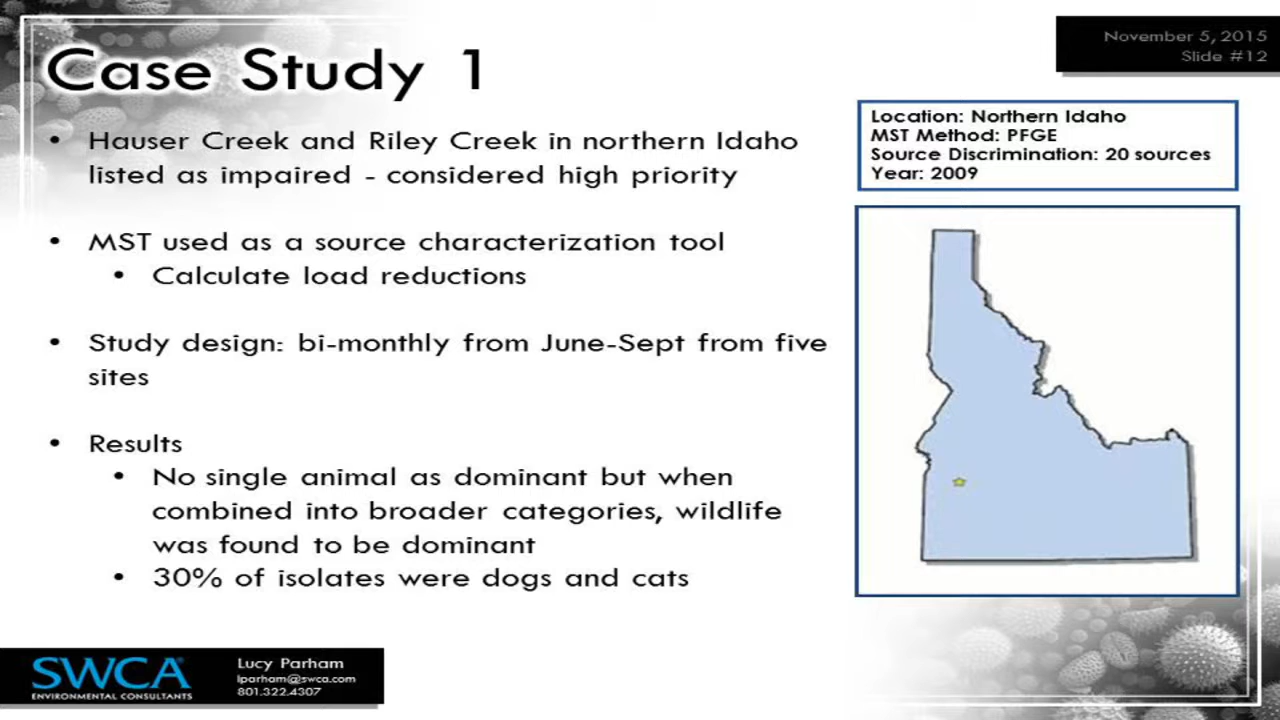 November 5, 2015
Slide #12
Case Study 1
• Hauser Creek and Riley Creek in northern Idaho
listed as impaired - considered high priority
• MST used as a source characterization tool
• Calculate load reductions
• Study design: bi-monthly from June-Sept from five
sites
• Results
• No single animal as dominant but when
combined into broader categories, wildlife
was found to be dominant
• 30% of isolates were dogs and cats
Location: Northern Idaho
MST Method: PFGE
Source Discrimination: 20 sources
Year: 2009
SWCA®
ENVIRONMENTAL CONSULTANTS
Lucy Parham
lparham@swca.com
801.322.4307